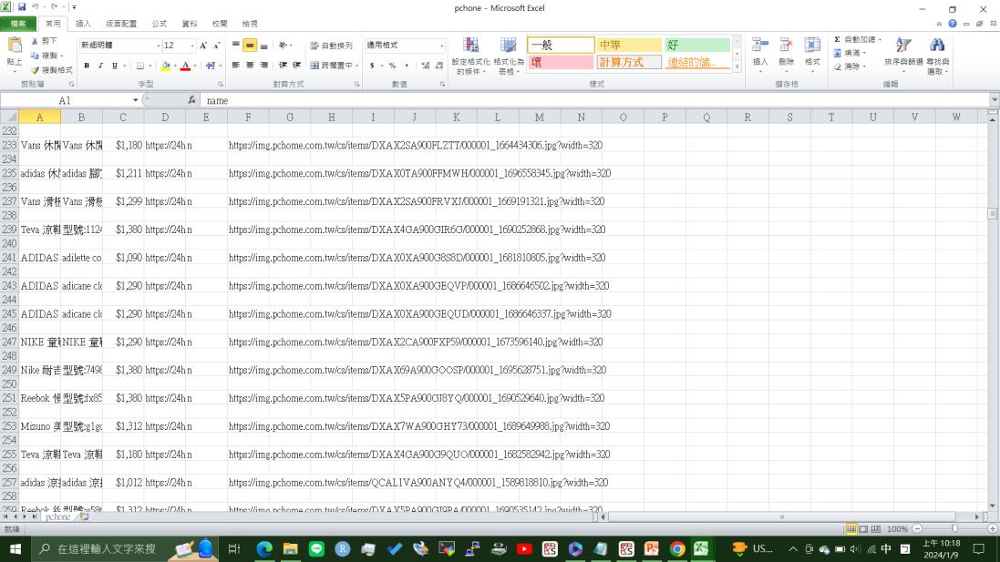 pchone - Microsoft Excel
檔案 常用 插入 版面配置 公式 資料 校閱 檢視
剪下
複製
複製格式
貼上
剪貼簿
新細明體 12
B I U
字型
自動換列
跨欄置中
對齊方式
通用格式
$ % ,
數值
設定格式化的條件
格式化為表格
一般 中等 好
壞 計算方式 連結的儲...
樣式
插入 刪除 格式
儲存格
Σ 自動加總
填滿
清除
排序與篩選 尋找與選取
編輯
A1 fx name
A B C D E F G H I J K L M N O P Q R S T U V W
232
233 Vans 休閒 Vans 休閒 $1,180 https://24h n https://img.pchome.com.tw/cs/items/DXAX2SA900FLZTT/000001_1664434306.jpg?width=320
234
235 adidas 休閒 adidas 腳 $1,211 https://24h n https://img.pchome.com.tw/cs/items/DXAX0TA900FFMWH/000001_1696558345.jpg?width=320
236
237 Vans 滑板 Vans 滑板 $1,299 https://24h n https://img.pchome.com.tw/cs/items/DXAX2SA900FRVXJ/000001_1669191321.jpg?width=320
238
239 Teva 涼鞋 型號:1124 $1,380 https://24h n https://img.pchome.com.tw/cs/items/DXAX4GA900GIR6G/000001_1690252868.jpg?width=320
240
241 ADIDAS adilette co $1,090 https://24h n https://img.pchome.com.tw/cs/items/DXAX0XA900G8S8D/000001_1681810805.jpg?width=320
242
243 ADIDAS adicane clo $1,290 https://24h n https://img.pchome.com.tw/cs/items/DXAX0XA900GEQVP/000001_1686646502.jpg?width=320
244
245 ADIDAS adicane clo $1,290 https://24h n https://img.pchome.com.tw/cs/items/DXAX0XA900GEQUD/000001_1686646337.jpg?width=320
246
247 NIKE 童鞋 NIKE 童鞋 $1,290 https://24h n https://img.pchome.com.tw/cs/items/DXAX2CA900FXP59/000001_1673596140.jpg?width=320
248
249 Nike 耐吉 型號:7498 $1,380 https://24h n https://img.pchome.com.tw/cs/items/DXAX69A900GOOSP/000001_1695628751.jpg?width=320
250
251 Reebok 慢 型號:fx85 $1,380 https://24h n https://img.pchome.com.tw/cs/items/DXAX5PA900GJ8YQ/000001_1690529640.jpg?width=320
252
253 Mizuno 美 型號:g1gc $1,312 https://24h n https://img.pchome.com.tw/cs/items/DXAX7WA900GHY73/000001_1689649988.jpg?width=320
254
255 Teva 涼鞋 Teva 涼鞋 $1,180 https://24h n https://img.pchome.com.tw/cs/items/DXAX4GA900G9QUO/000001_1682582942.jpg?width=320
256
257 adidas 涼拖 adidas 涼拖 $1,012 https://24h n https://img.pchome.com.tw/cs/items/QCAL1VA900ANYQ4/000001_1589818810.jpg?width=320
258
259 Reebok 型號:g58 $1,312 https://24h n https://img.pchome.com.tw/cs/items/DXAX5PA900GJ9PA/000001_1690535142.jpg?width=320
pchone
就緒 100%
在這裡輸入文字來搜
US... 中 上午 10:18
2024/1/9